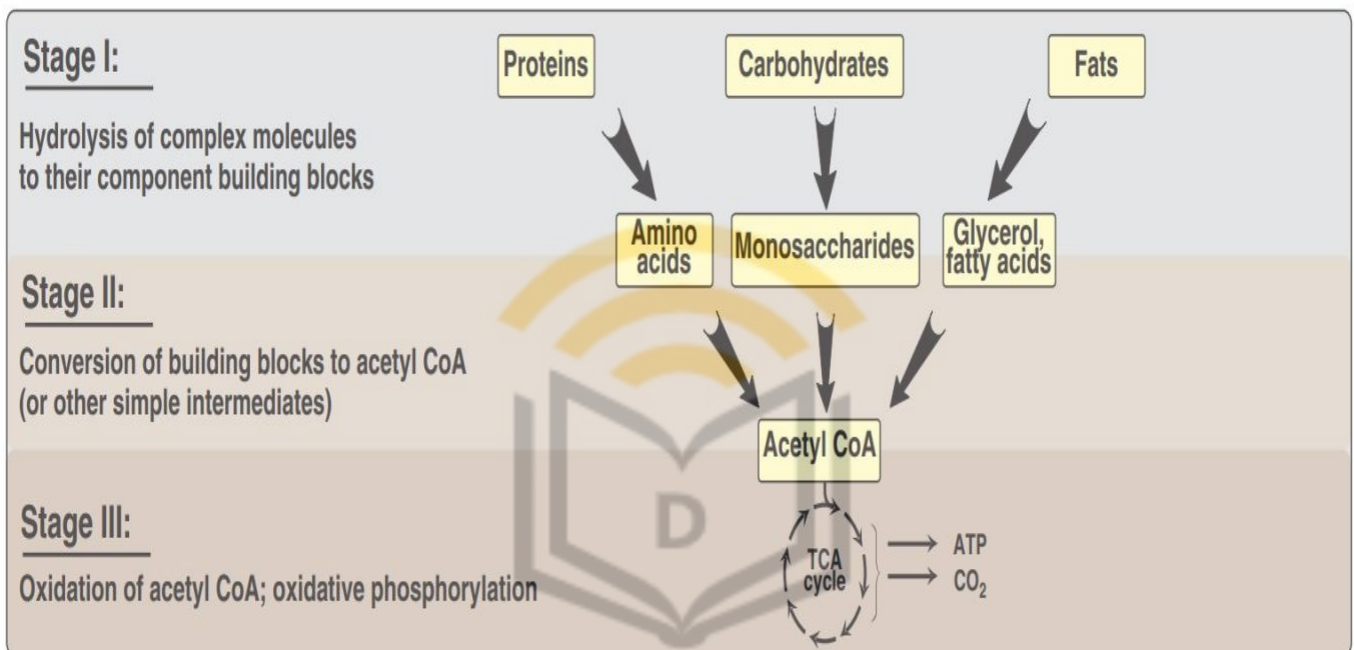 Stage I:
Proteins
Carbohydrates
Fats
Hydrolysis of complex molecules
to their component building blocks
Amino
acids
Monosaccharides
Glycerol,
fatty acids
Stage II:
Conversion of building blocks to acetyl CoA
(or other simple intermediates)
Acetyl CoA
Stage III:
Oxidation of acetyl CoA; oxidative phosphorylation
D
TCA
cycle
ATP
CO₂